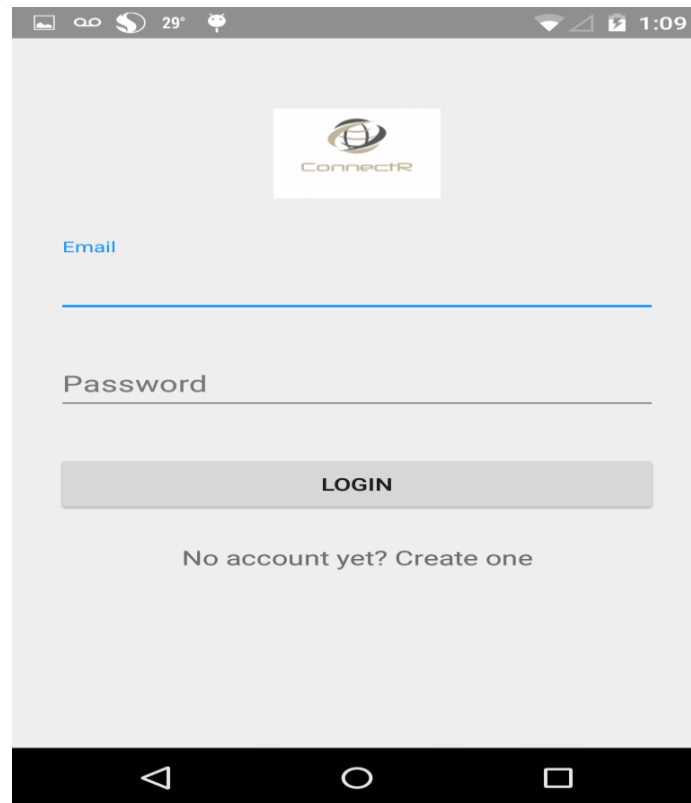 29° 1:09
ConnectR
Email
Password
LOGIN
No account yet? Create one